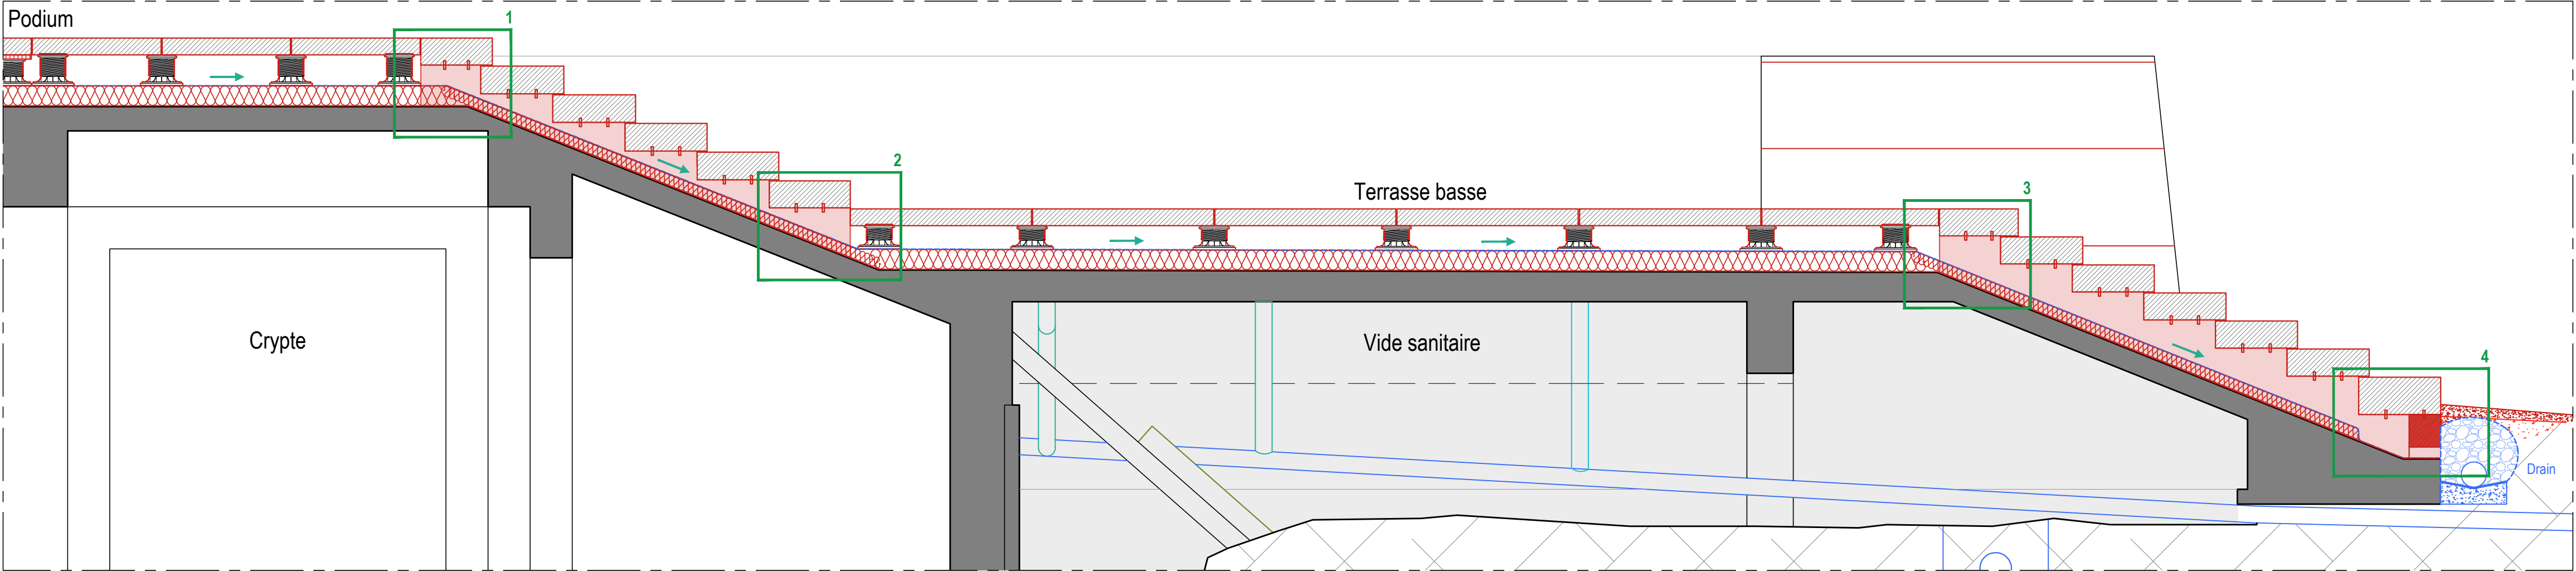 Podium
1
2
Terrasse basse
3
Crypte
Vide sanitaire
4
Drain